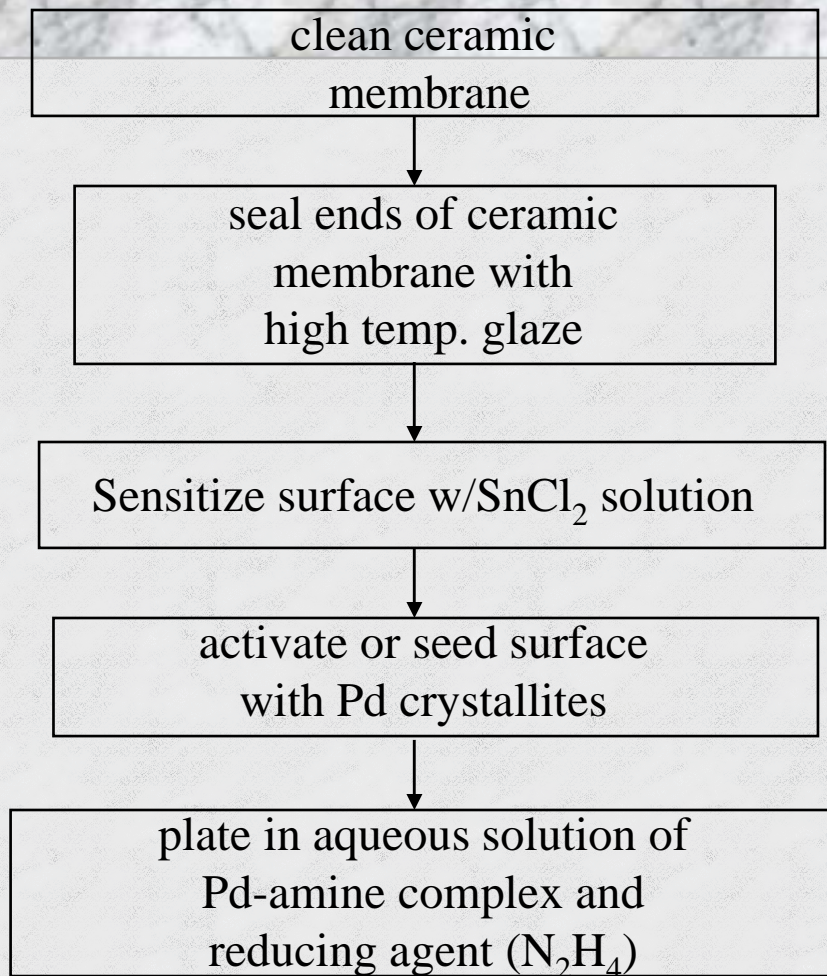 clean ceramic
membrane
seal ends of ceramic
membrane with
high temp. glaze
Sensitize surface w/SnCl₂ solution
activate or seed surface
with Pd crystallites
plate in aqueous solution of
Pd-amine complex and
reducing agent (N₂H₄)